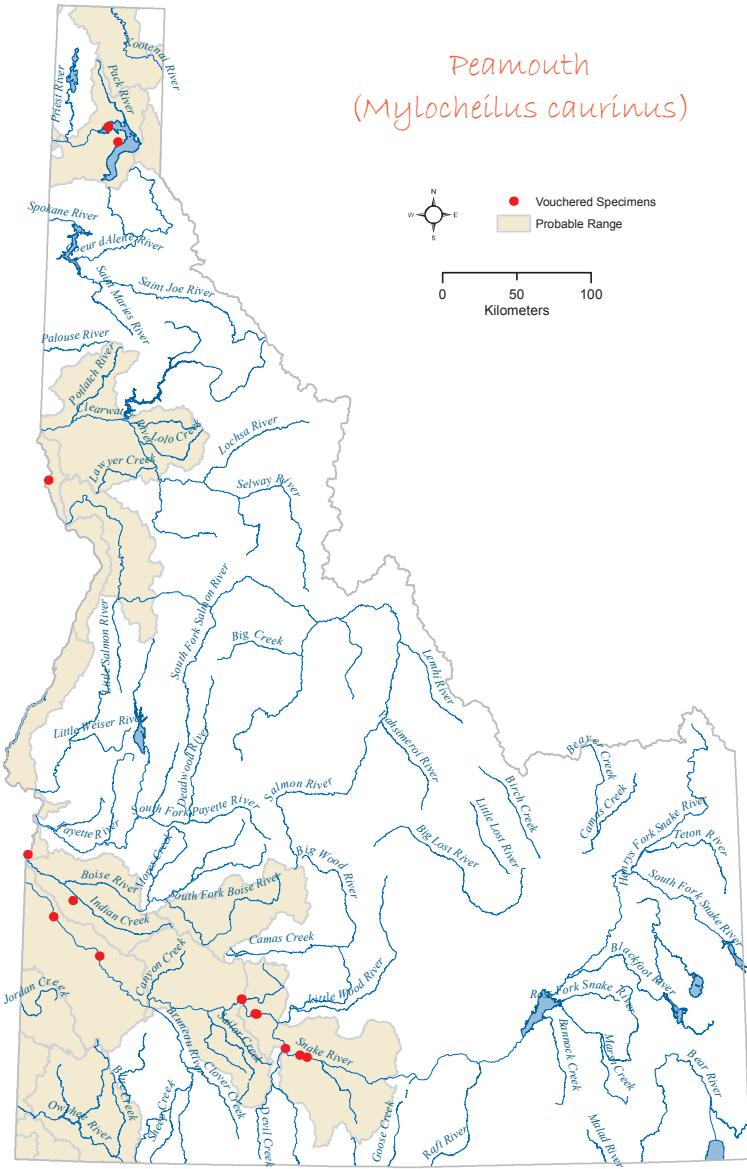 Peamouth
(Mylocheilus caurinus)
N
W
E
S
Vouchered Specimens
Probable Range
0
50
100
Kilometers
Kootenai River
Priest River
Pack River
Spokane River
Coeur dAlene River
Saint Joe River
Saint Maries River
Palouse River
Potlatch River
Clearwater River
Lolo Creek
Lochsa River
Lawyer Creek
Selway River
South Fork Salmon River
Big Creek
Little Salmon River
Lemhi River
Little Weiser River
Pahsimeroi River
Deadwood River
Beaver Creek
Salmon River
Birch Creek
Camas Creek
South Fork Payette River
Little Lost River
Henrys Fork Snake River
Payette River
Mores Creek
Big Lost River
Teton River
Big Wood River
Boise River
South Fork Boise River
South Fork Snake River
Indian Creek
Camas Creek
Canyon Creek
Blackfoot River
Jordan Creek
Little Wood River
Ross Fork Snake River
Bruneau River
Sailor Creek
Snake River
Bannock Creek
Marsh Creek
Bear River
Blue Creek
Clover Creek
Sheep Creek
Owyhee River
Devil Creek
Goose Creek
Raft River
Malad River